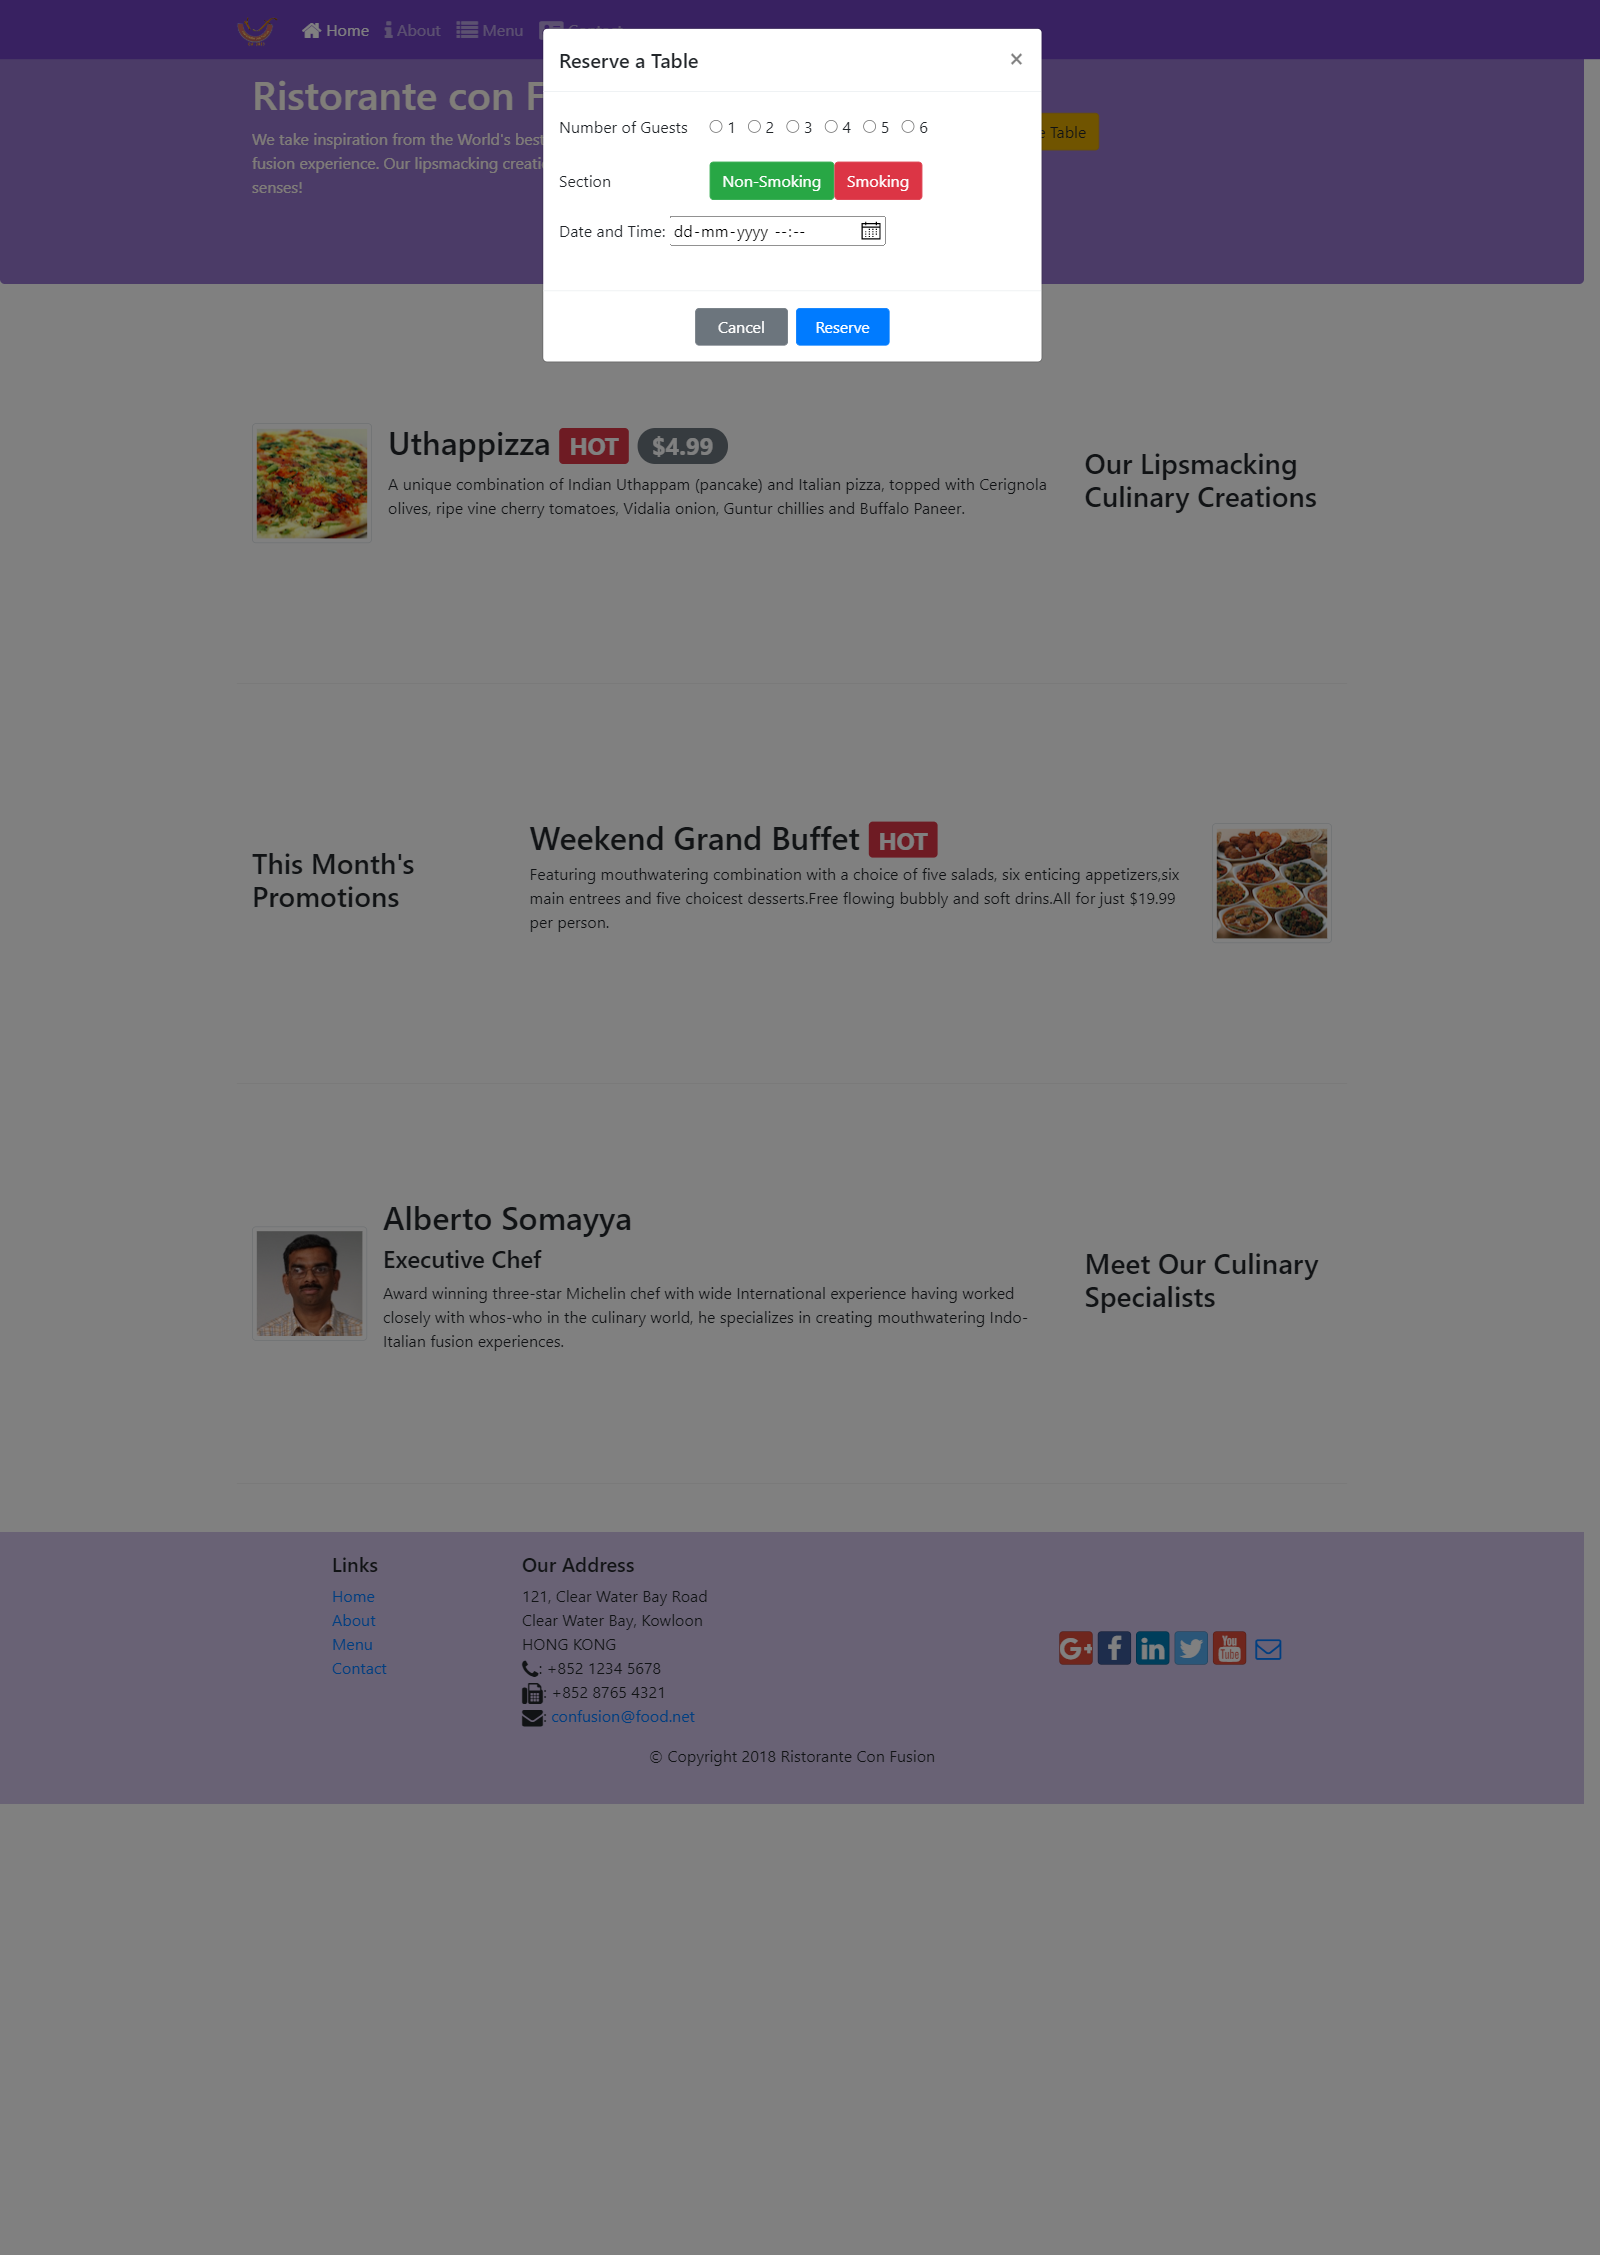 Home About Menu
Reserve a Table ×
Ristorante con F
We take inspiration from the World's best
fusion experience. Our lipsmacking
senses!
Table
Number of Guests 1 2 3 4 5 6
Section Non-Smoking Smoking
Date and Time: dd-mm-yyyy --:--
Cancel Reserve
Uthappizza HOT $4.99
A unique combination of Indian Uthappam (pancake) and Italian pizza, topped with Cerignola
olives, ripe vine cherry tomatoes, Vidalia onion, Guntur chillies and Buffalo Paneer.
Our Lipsmacking
Culinary Creations
This Month's
Promotions
Weekend Grand Buffet HOT
Featuring mouthwatering combination with a choice of five salads, six enticing appetizers,six
main entrees and five choicest desserts.Free flowing bubbly and soft drins.All for just $19.99
per person.
Alberto Somayya
Executive Chef
Award winning three-star Michelin chef with wide International experience having worked
closely with whos-who in the culinary world, he specializes in creating mouthwatering Indo-
Italian fusion experiences.
Meet Our Culinary
Specialists
Links
Home
About
Menu
Contact
Our Address
121, Clear Water Bay Road
Clear Water Bay, Kowloon
HONG KONG
: +852 1234 5678
: +852 8765 4321
: confusion@food.net
You
Tube
© Copyright 2018 Ristorante Con Fusion